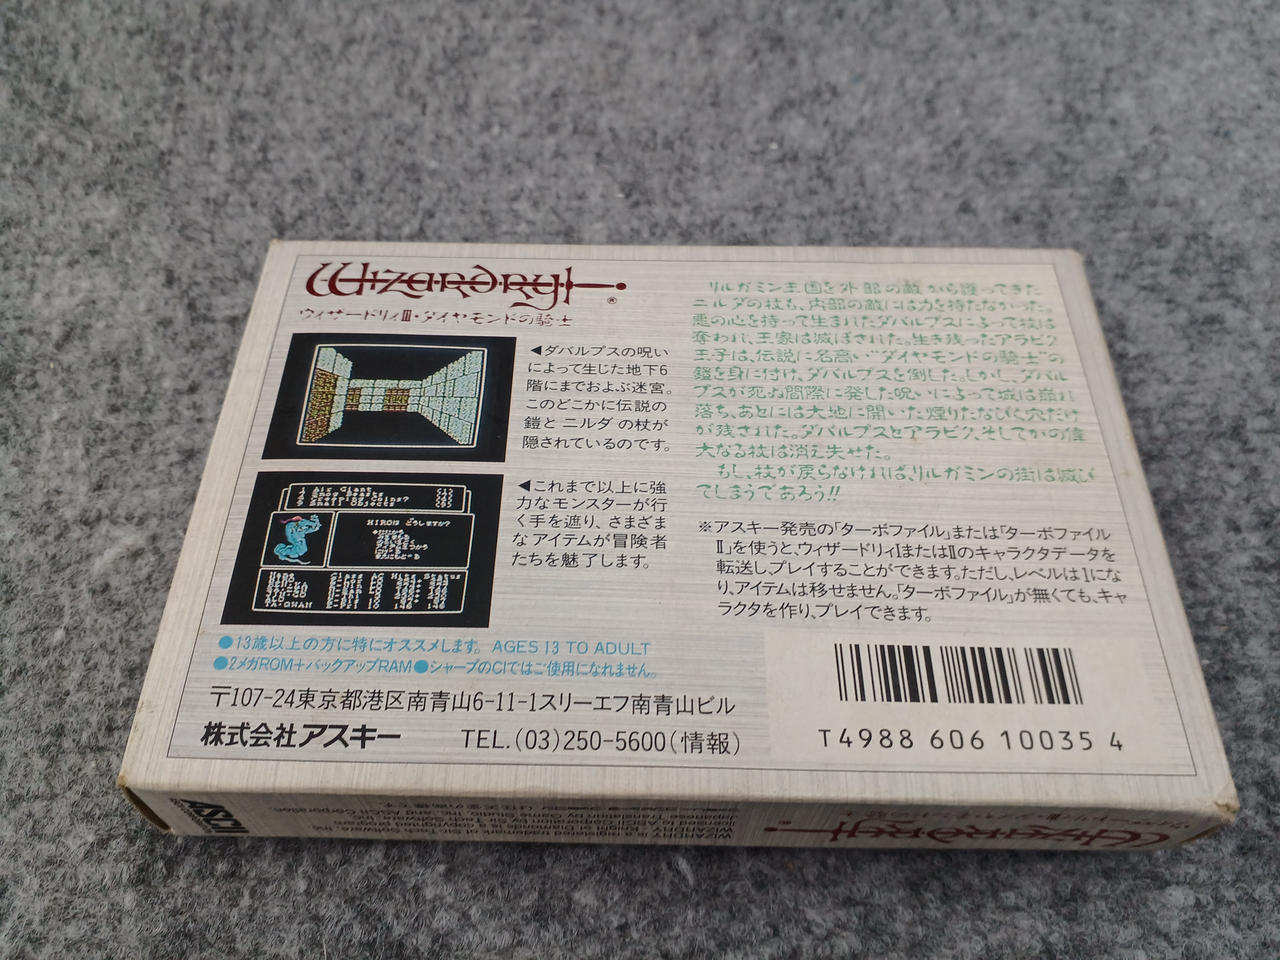 Wizardry®
ウィザードリィIII・ダイヤモンドの騎士
◀ダバルプスの呪い
によって生じた地下6
階にまでおよぶ迷宮。
このどこかに伝説の
鎧と ニルダ の杖が
隠されているのです。
1 Air Giant (1)
Creeping Coins?
Small Objects
HIROは どうしますか?
◀これまで以上に強
力なモンスターが行
く手を遮り、さまざま
なアイテムが冒険者
たちを魅了します。
リルガミン王国を外部の敵から護ってきた
ニルダの杖も、内部の敵には力を持たなかった。
悪の心を持って生まれたダバルプスによって杖は
奪われ、王家は滅ぼされた。生き残ったアラビク
王子は、伝説に名高い“ダイヤモンドの騎士”の
鎧を身に付け、ダバルプスを倒した。しかし、ダバル
プスが死ぬ間際に発した呪いによって城は崩れ
落ち、あとには大地に開いた煙りたなびく穴だけ
が残された。ダバルプスとアラビク、そしてかの偉
大なる杖は消え失せた。
もし、杖が戻らなければ、リルガミンの街は滅び
てしまうであろう!!
※アスキー発売の「ターボファイル」または「ターボファイル
II」を使うと、ウィザードリィIまたはIIのキャラクタデータを
転送し、プレイすることができます。ただし、レベルは1にな
り、アイテムは移せません。「ターボファイル」が無くても、キャ
ラクタを作り、プレイできます。
●13歳以上の方に特にオススメします。 AGES 13 TO ADULT
●2メガROM+バックアップRAM●シャープのC1ではご使用になれません。
〒107-24東京都港区南青山6-11-1スリーエフ南青山ビル
株式会社アスキー TEL.(03)250-5600(情報)
T4988 606 10035 4
ASCII
Wizardry®